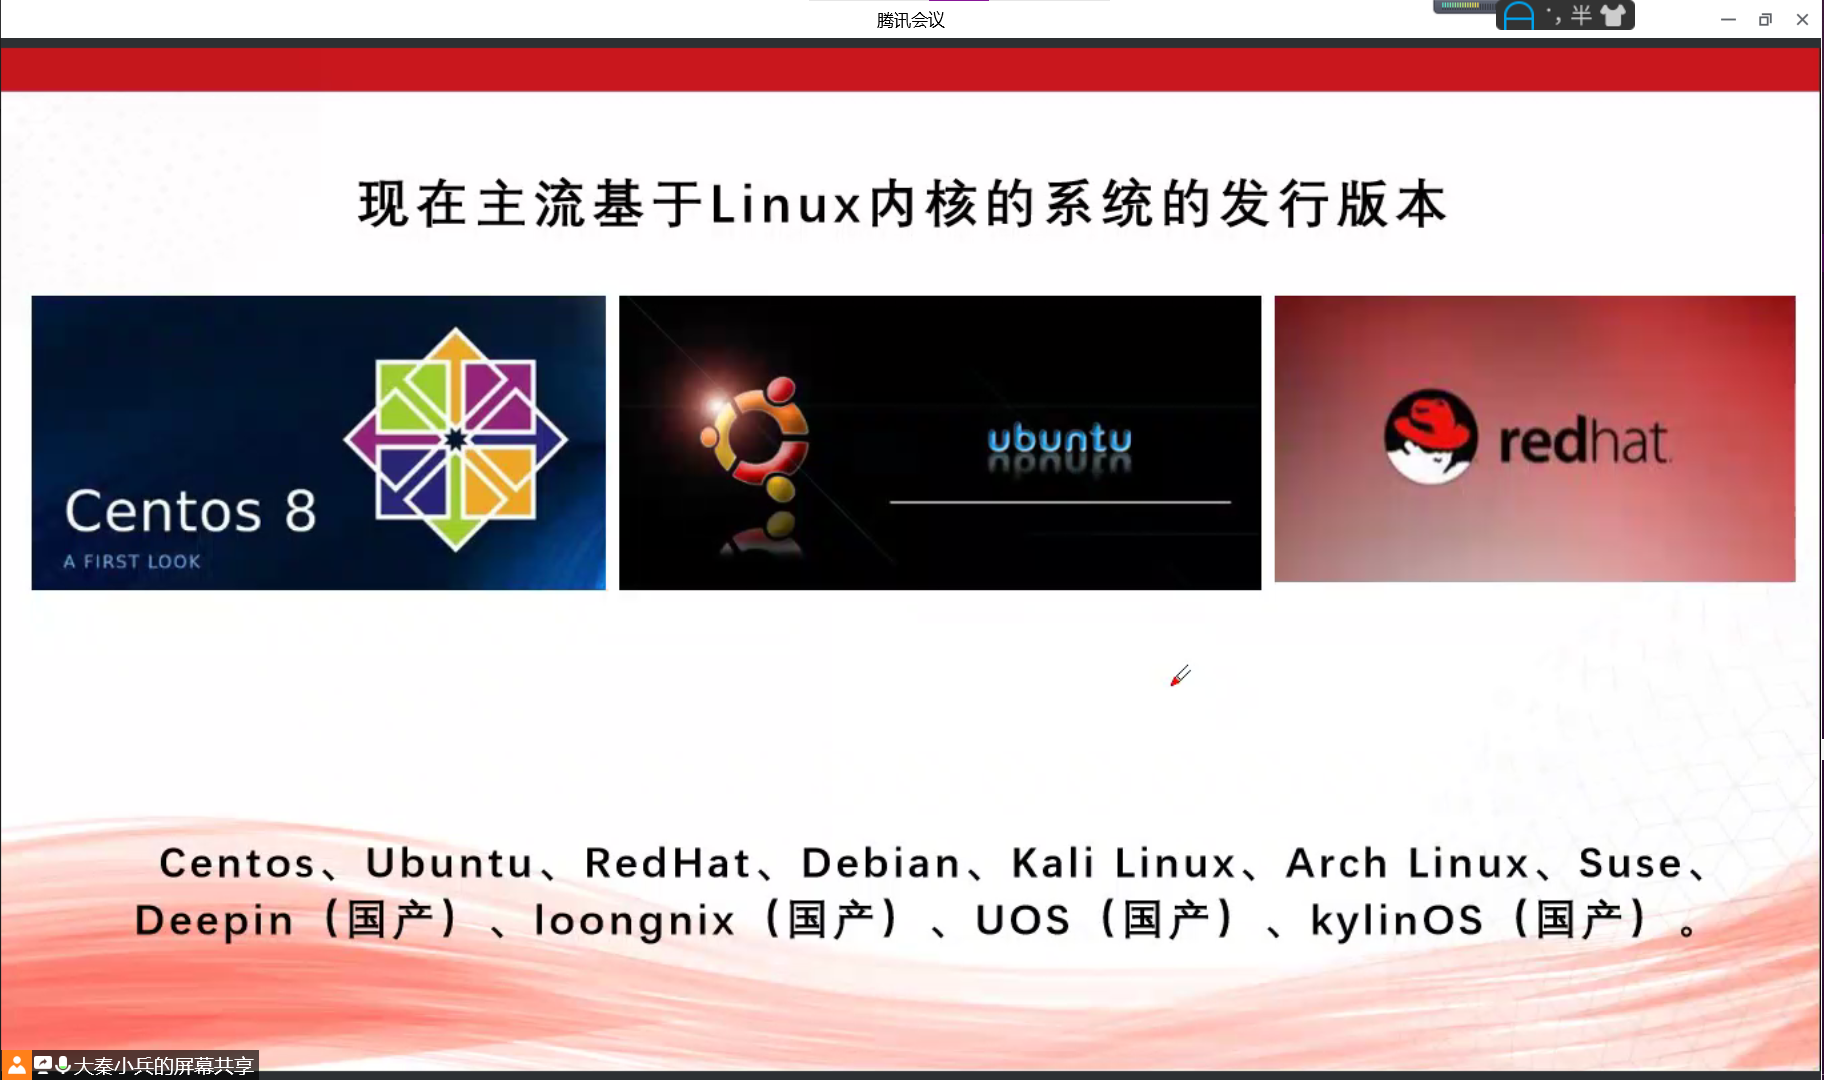 腾讯会议
半
现在主流基于Linux内核的系统的发行版本
Centos 8
A FIRST LOOK
ubuntu
redhat
Centos、Ubuntu、RedHat、Debian、Kali Linux、Arch Linux、Suse、
Deepin（国产）、loongnix（国产）、UOS（国产）、kylinOS（国产）。
大秦小兵的屏幕共享